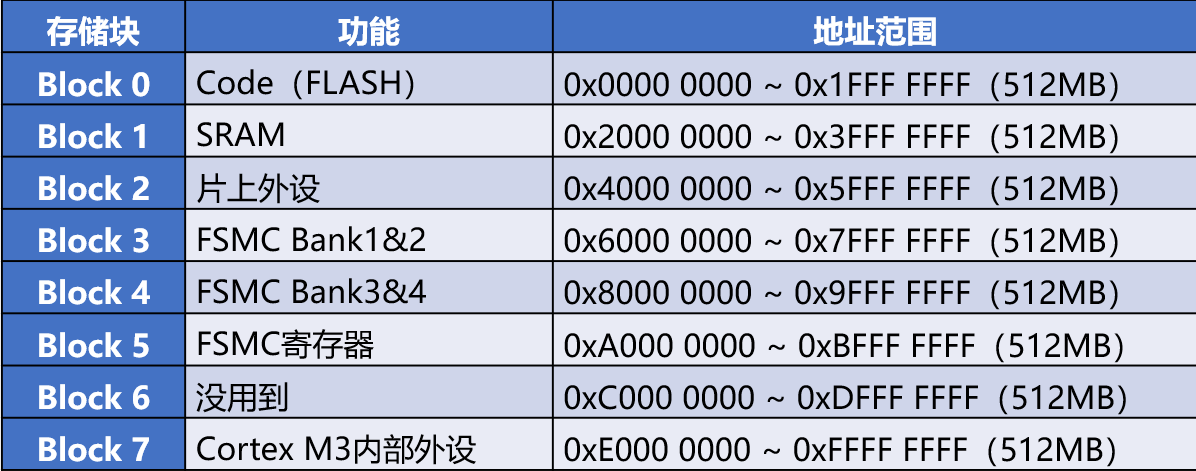 存储块 功能 地址范围
Block 0 Code（FLASH） 0x0000 0000 ~ 0x1FFF FFFF（512MB）
Block 1 SRAM 0x2000 0000 ~ 0x3FFF FFFF（512MB）
Block 2 片上外设 0x4000 0000 ~ 0x5FFF FFFF（512MB）
Block 3 FSMC Bank1&2 0x6000 0000 ~ 0x7FFF FFFF（512MB）
Block 4 FSMC Bank3&4 0x8000 0000 ~ 0x9FFF FFFF（512MB）
Block 5 FSMC寄存器 0xA000 0000 ~ 0xBFFF FFFF（512MB）
Block 6 没用到 0xC000 0000 ~ 0xDFFF FFFF（512MB）
Block 7 Cortex M3内部外设 0xE000 0000 ~ 0xFFFF FFFF（512MB）